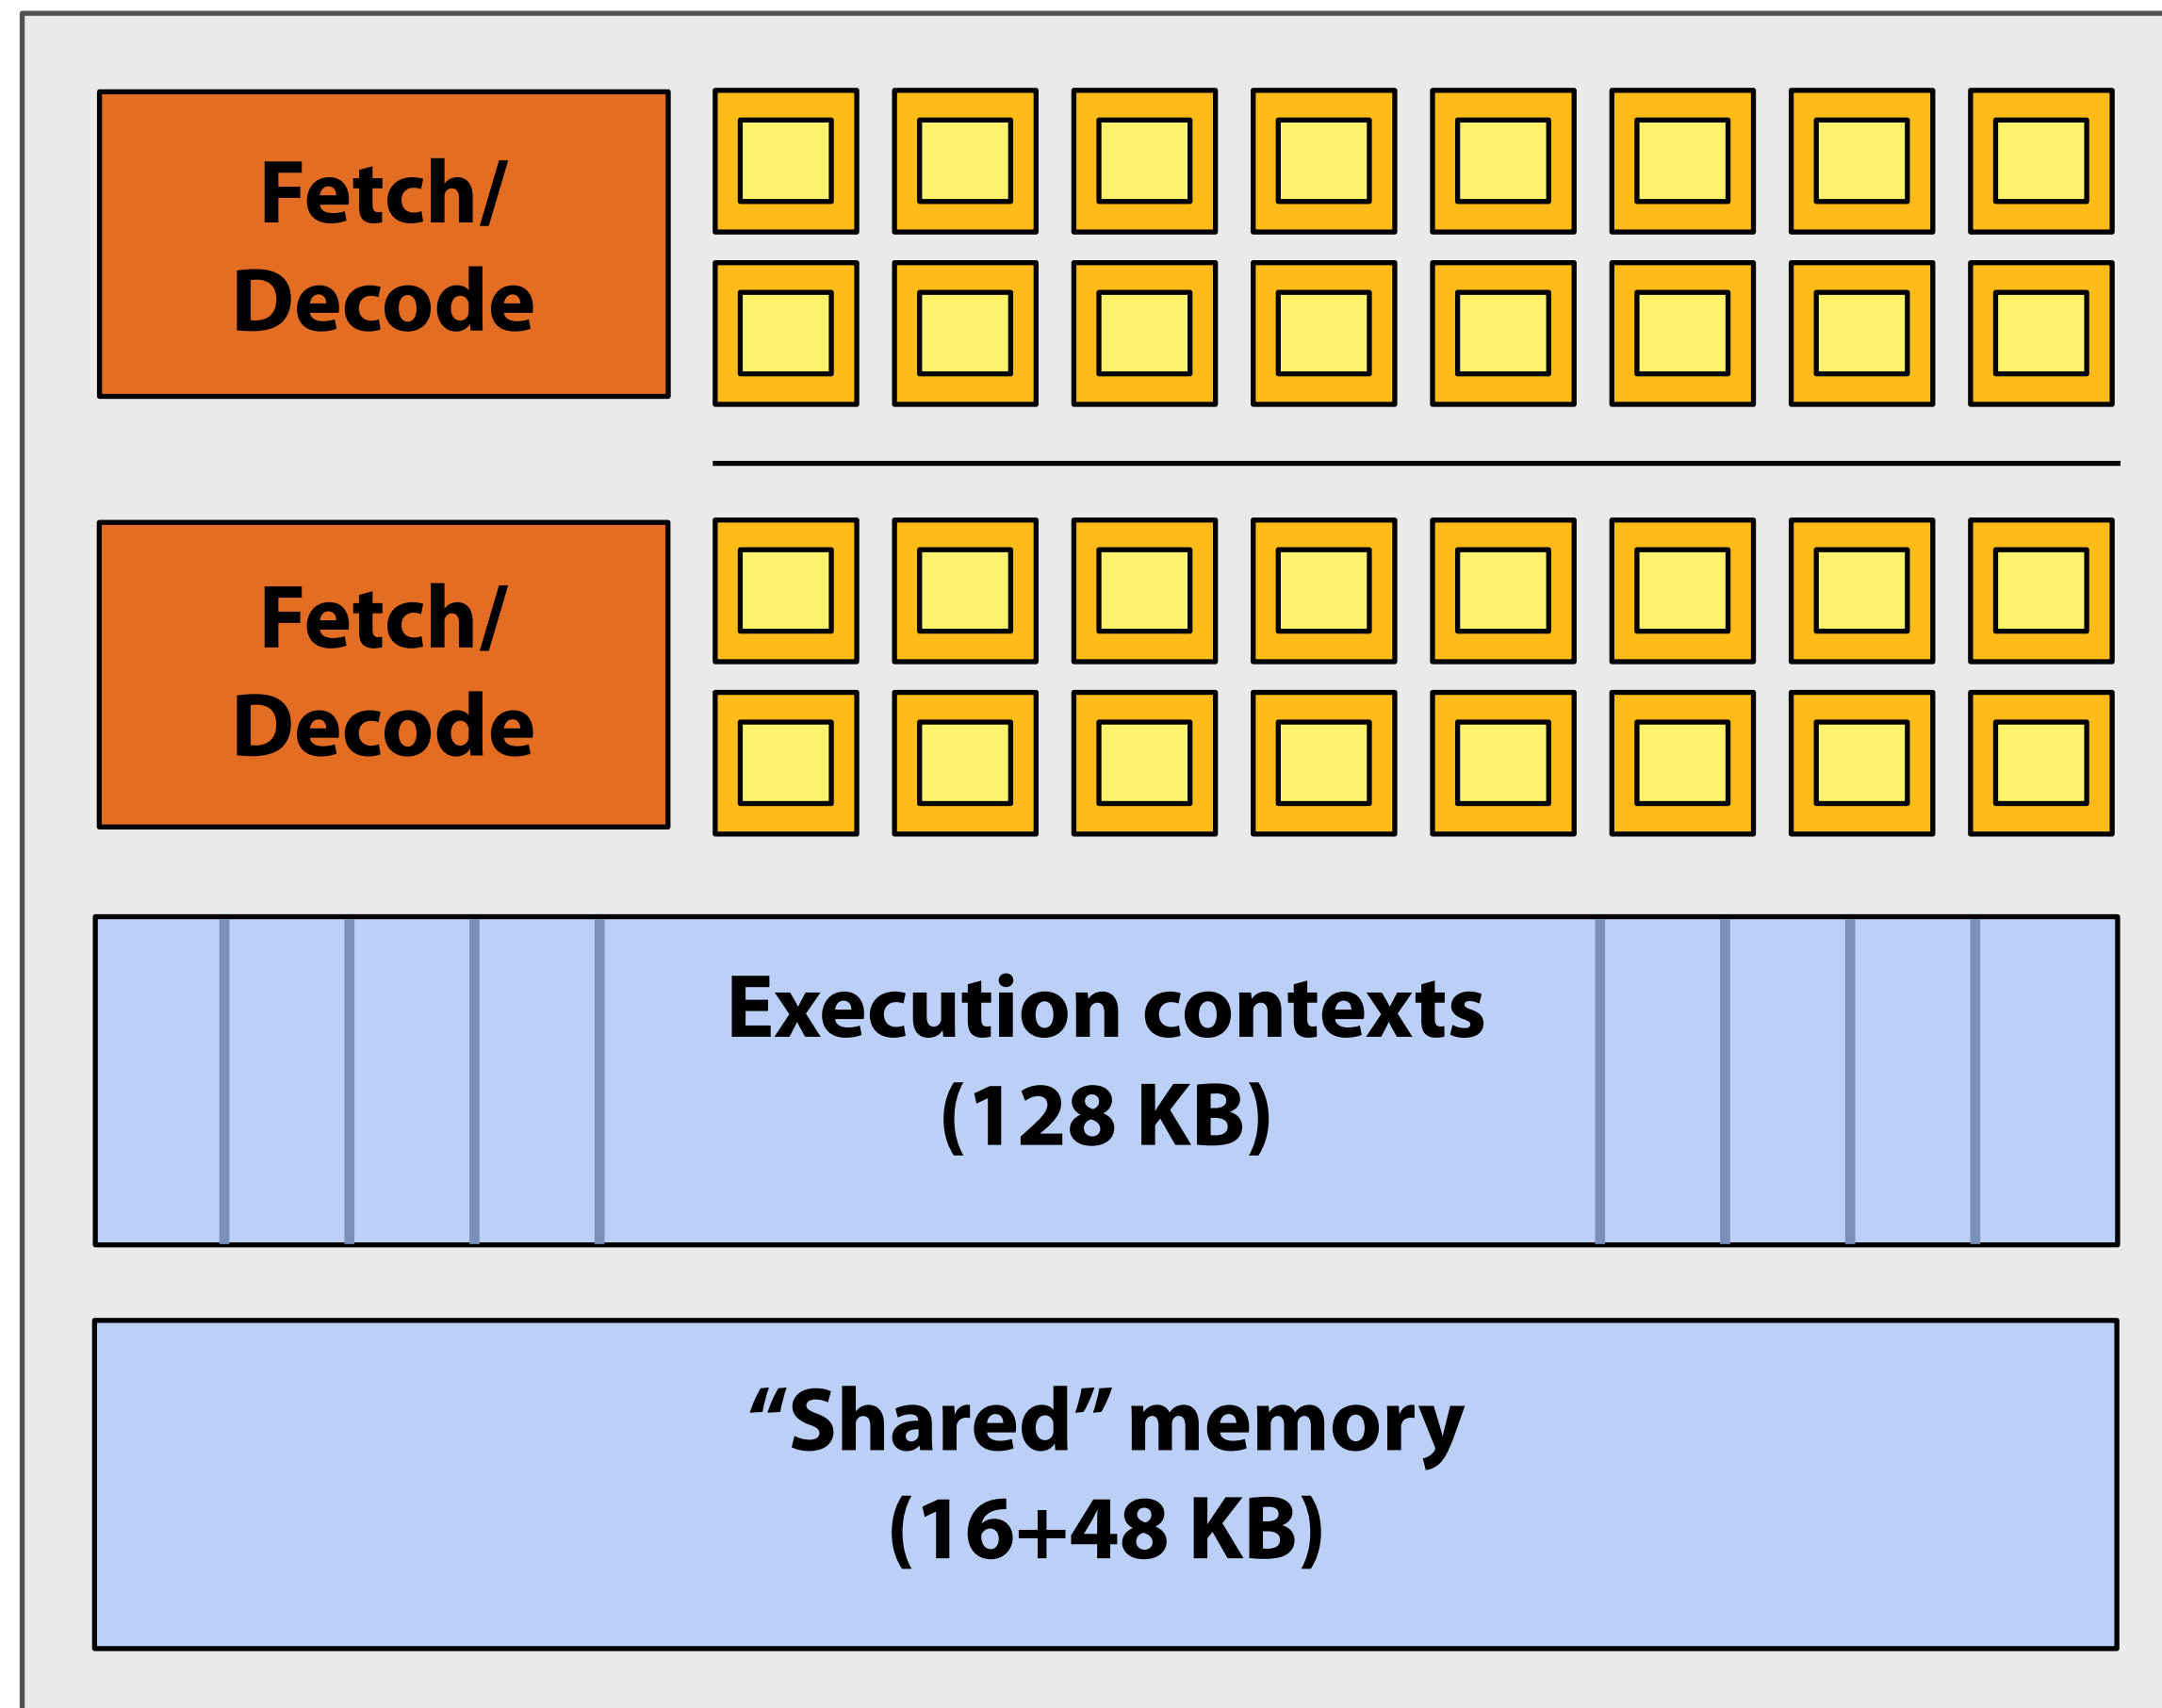 Fetch/
Decode
Fetch/
Decode
Execution contexts
(128 KB)
“Shared” memory
(16+48 KB)